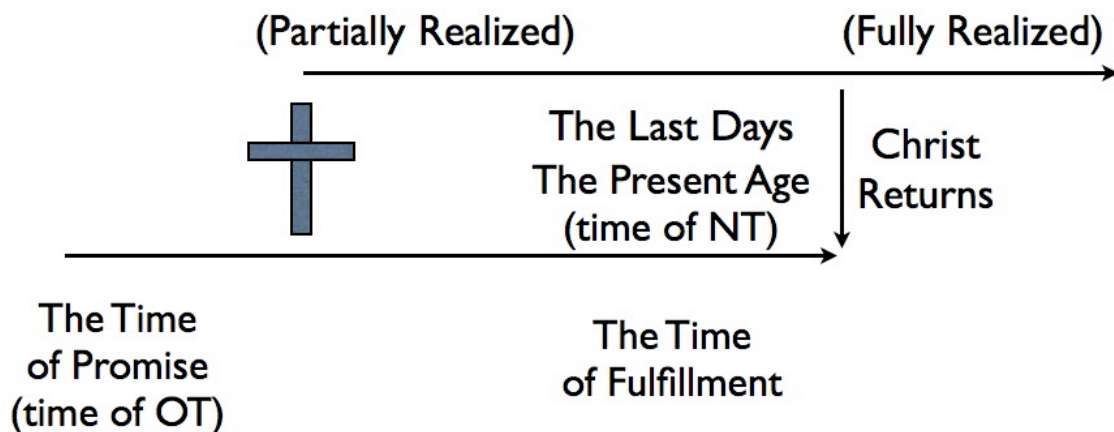 (Partially Realized)
(Fully Realized)
The Last Days
The Present Age
(time of NT)
Christ
Returns
The Time
of Promise
(time of OT)
The Time
of Fulfillment